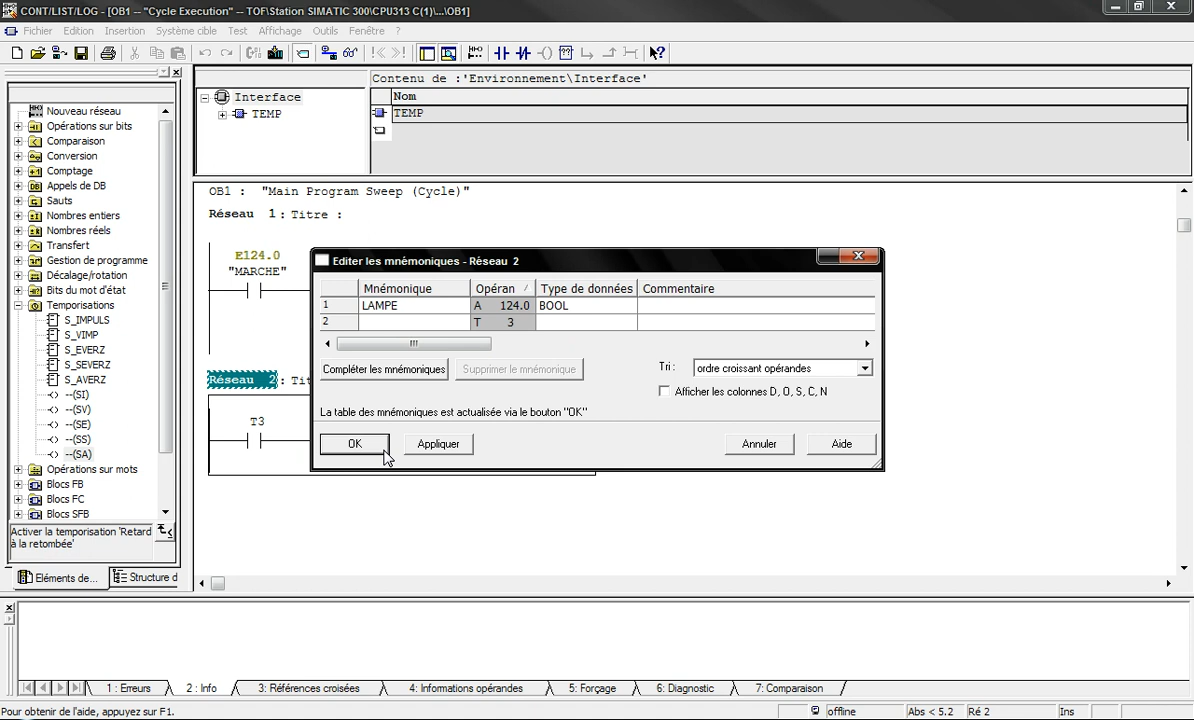 CONT/LIST/LOG - [OB1 -- "Cycle Execution" -- TOF\Station SIMATIC 300\CPU313 C(1)\...\OB1]
Fichier Edition Insertion Système cible Test Affichage Outils Fenêtre ?
Contenu de :'Environnement\Interface'
Interface
TEMP
Nom
TEMP
Nouveau réseau
Opérations sur bits
Comparaison
Conversion
Comptage
Appels de DB
Sauts
Nombres entiers
Nombres réels
Transfert
Gestion de programme
Décalage/rotation
Bits du mot d'état
Temporisations
S_IMPULS
S_VIMP
S_EVERZ
S_SEVERZ
S_AVERZ
--(SI)
--(SV)
--(SE)
--(SS)
--(SA)
Opérations sur mots
Blocs FB
Blocs FC
Blocs SFB
Activer la temporisation 'Retard
à la retombée'
Eléments de...
Structure d
OB1 : "Main Program Sweep (Cycle)"
Réseau 1: Titre :
E124.0
"MARCHE"
Réseau 2: Tit
T3
Editer les mnémoniques - Réseau 2
Mnémonique Opéran Type de données Commentaire
1 LAMPE A 124.0 BOOL
2 T 3
Compléter les mnémoniques Supprimer le mnémonique
Tri : ordre croissant opérandes
Afficher les colonnes D, O, S, C, N
La table des mnémoniques est actualisée via le bouton "OK"
OK Appliquer Annuler Aide
1 : Erreurs 2 : Info 3: Références croisées 4: Informations opérandes 5: Forçage 6: Diagnostic 7: Comparaison
Pour obtenir de l'aide, appuyez sur F1.
offline Abs < 5.2 Ré 2 Ins